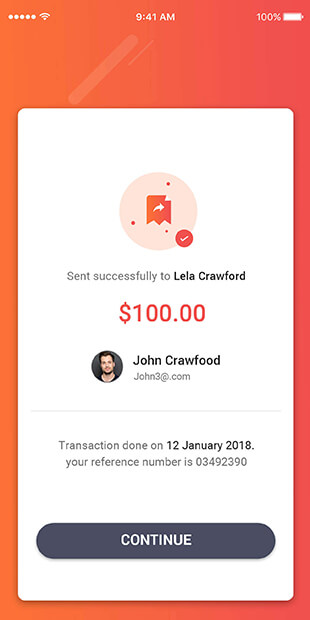 9:41 AM
100%
Sent successfully to Lela Crawford
$100.00
John Crawfood
John3@.com
Transaction done on 12 January 2018.
your reference number is 03492390
CONTINUE